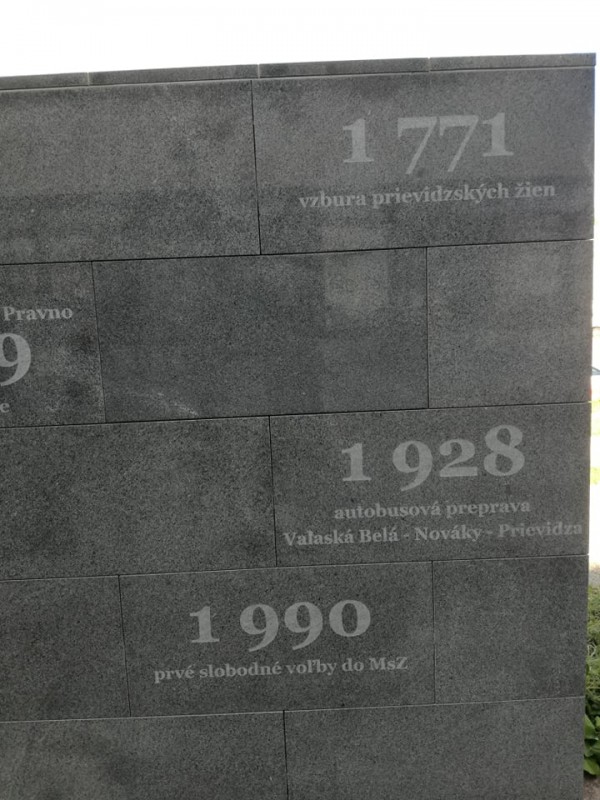 1 771
vzbura prievidzských žien
Pravno
9
e
1 928
autobusová preprava
Valaská Belá - Nováky - Prievidza
1 990
prvé slobodné voľby do MsZ